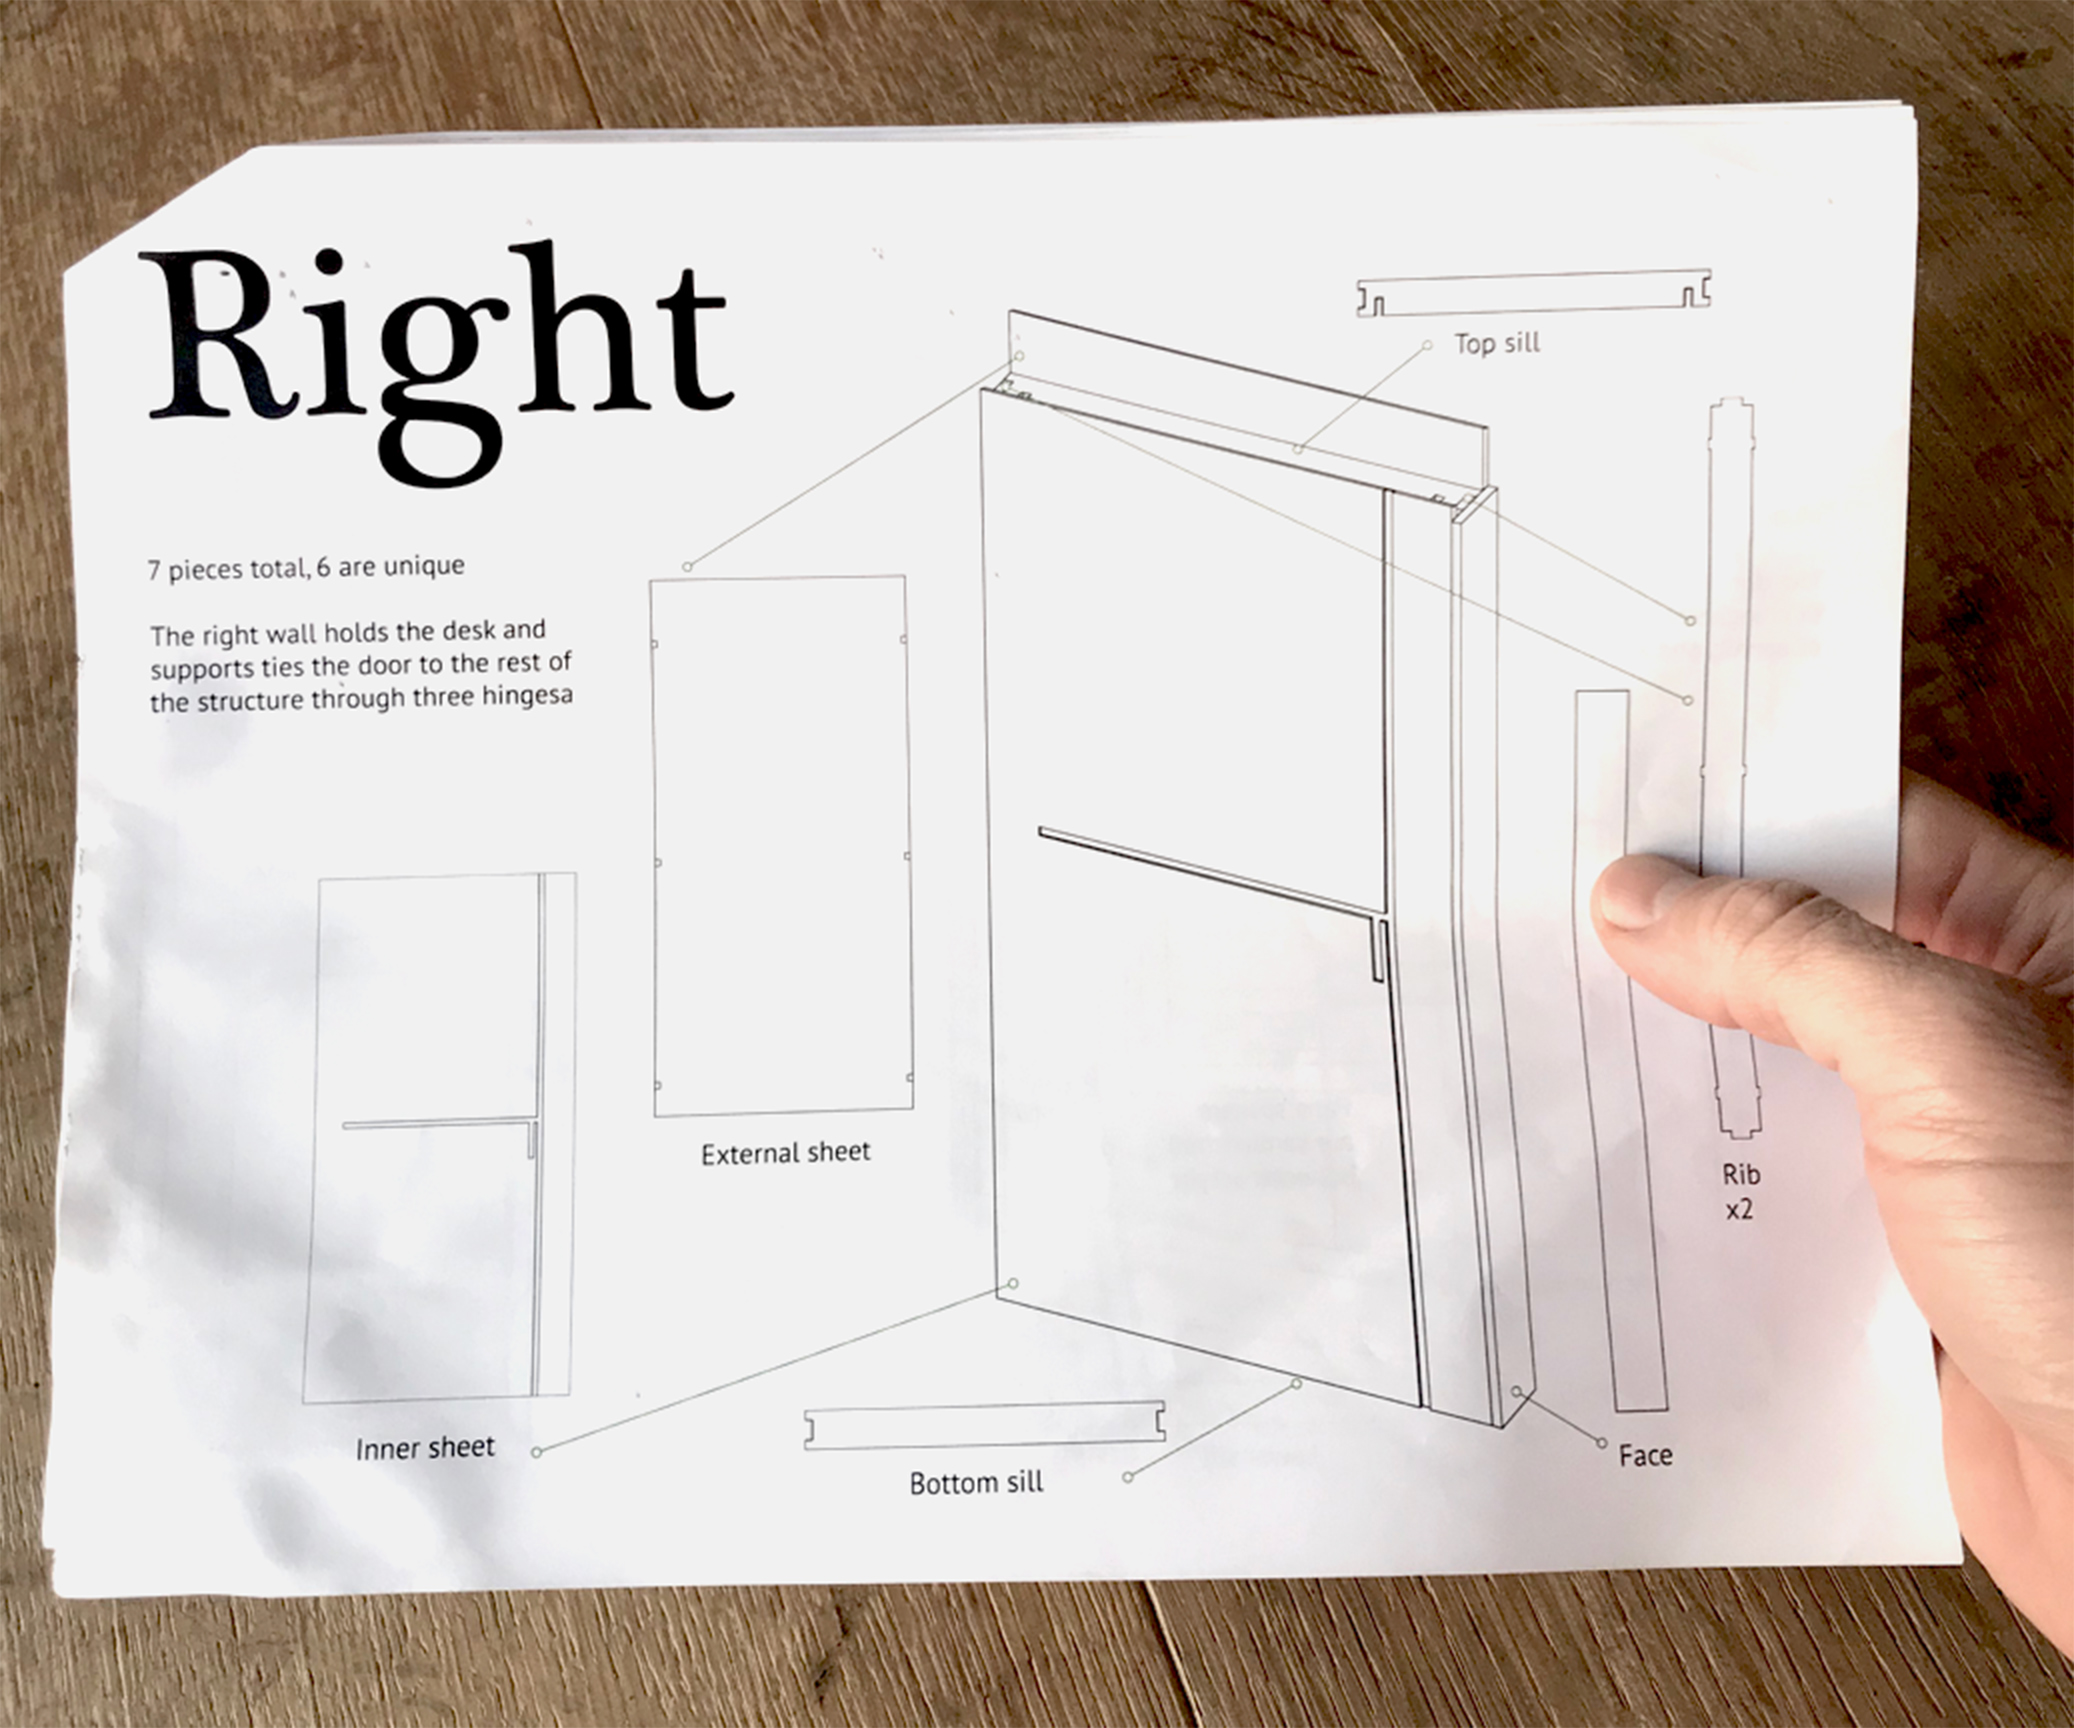 Right
7 pieces total, 6 are unique
The right wall holds the desk and
supports ties the door to the rest of
the structure through three hingesa
Top sill
External sheet
Rib
x2
Inner sheet
Bottom sill
Face